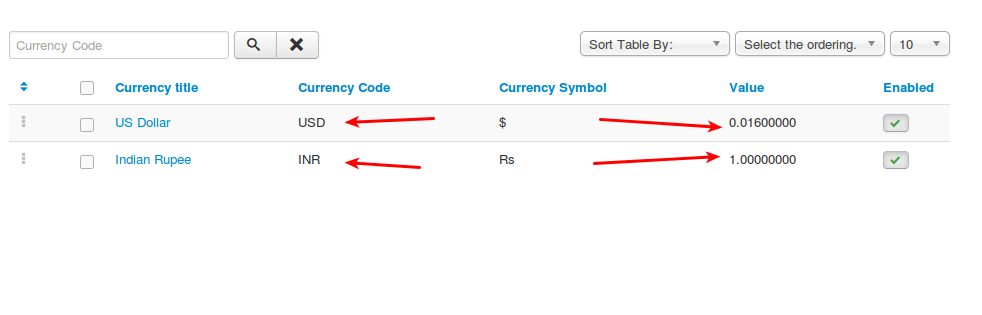 Currency Code Sort Table By: Select the ordering. 10
Currency title Currency Code Currency Symbol Value Enabled
US Dollar USD $ 0.01600000
Indian Rupee INR Rs 1.00000000